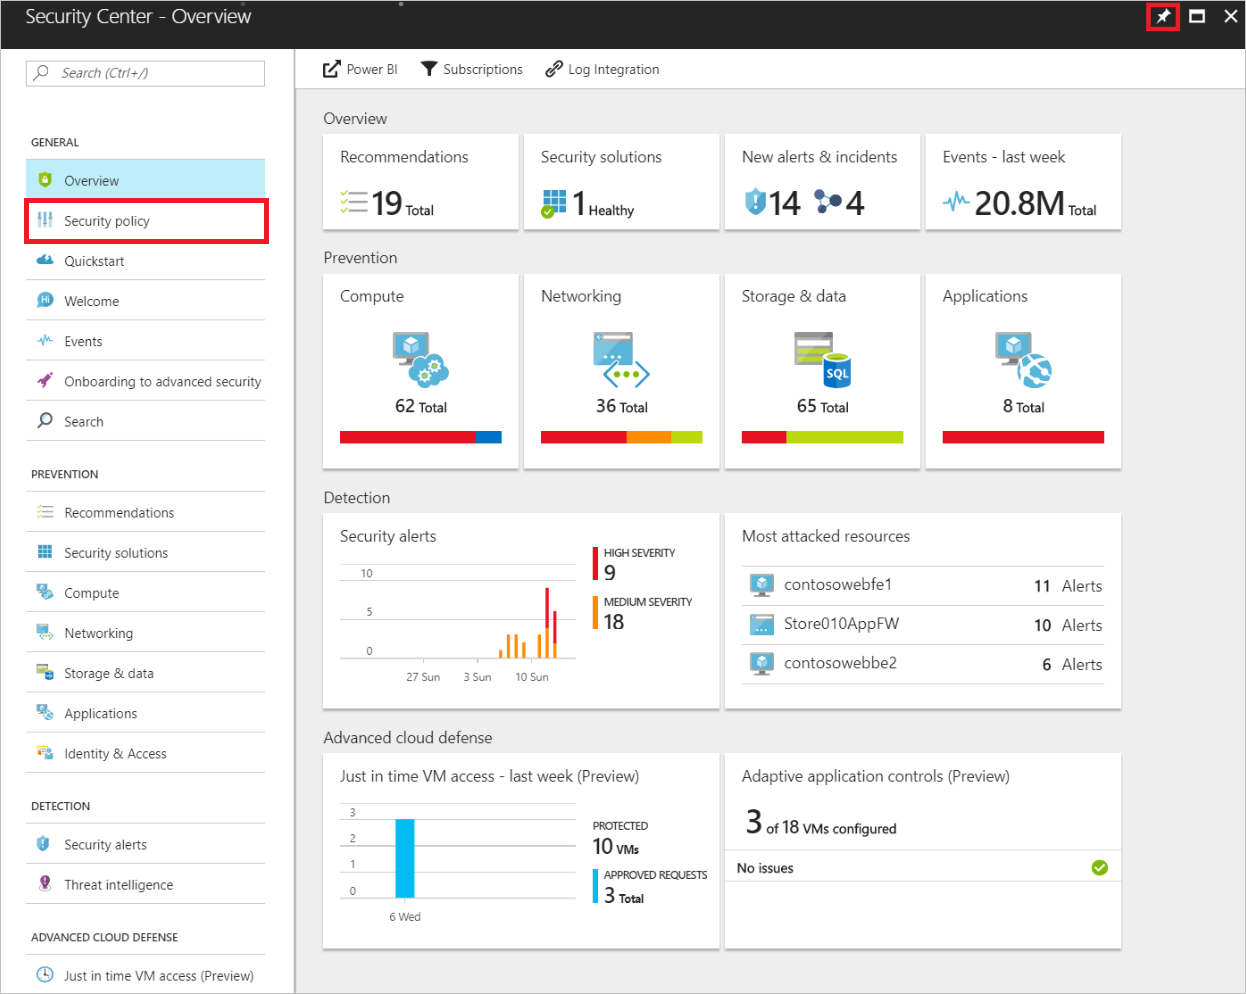 Security Center - Overview
Search (Ctrl+/)
GENERAL
Overview
Security policy
Quickstart
Hi
Welcome
Events
Onboarding to advanced security
Search
PREVENTION
Recommendations
Security solutions
Compute
Networking
Storage & data
Applications
Identity & Access
DETECTION
Security alerts
Threat intelligence
ADVANCED CLOUD DEFENSE
Just in time VM access (Preview)
Power BI
Subscriptions
Log Integration
Overview
Recommendations
19 Total
Security solutions
1 Healthy
New alerts & incidents
14
4
Events - last week
20.8M Total
Prevention
Compute
62 Total
Networking
36 Total
Storage & data
SQL
65 Total
Applications
8 Total
Detection
Security alerts
10
5
0
27 Sun
3 Sun
10 Sun
HIGH SEVERITY
9
MEDIUM SEVERITY
18
Most attacked resources
contosowebfe1 11 Alerts
Store010AppFW 10 Alerts
contosowebbe2 6 Alerts
Advanced cloud defense
Just in time VM access - last week (Preview)
3
2
1
0
6 Wed
PROTECTED
10 VMs
APPROVED REQUESTS
3 Total
Adaptive application controls (Preview)
3 of 18 VMs configured
No issues